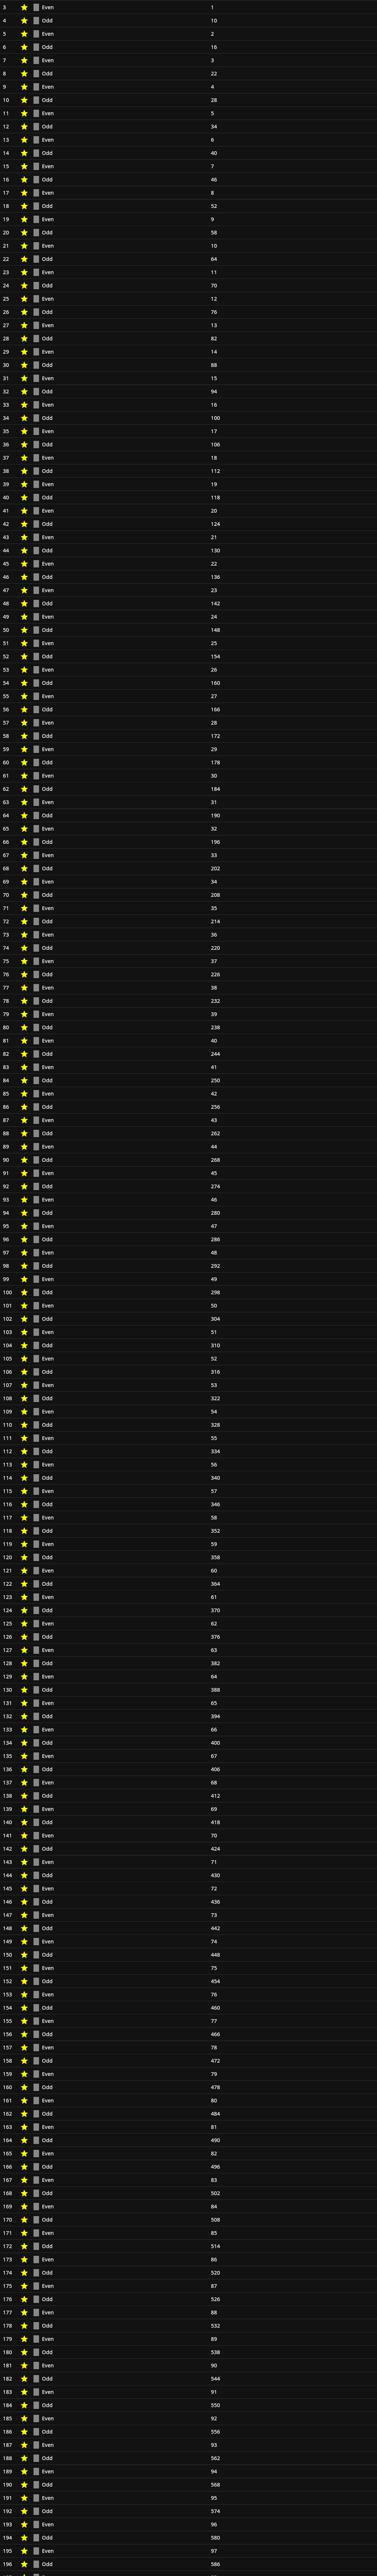 3 Even 1
4 Odd 10
5 Even 2
6 Odd 16
7 Even 3
8 Odd 22
9 Even 4
10 Odd 28
11 Even 5
12 Odd 34
13 Even 6
14 Odd 40
15 Even 7
16 Odd 46
17 Even 8
18 Odd 52
19 Even 9
20 Odd 58
21 Even 10
22 Odd 64
23 Even 11
24 Odd 70
25 Even 12
26 Odd 76
27 Even 13
28 Odd 82
29 Even 14
30 Odd 88
31 Even 15
32 Odd 94
33 Even 16
34 Odd 100
35 Even 17
36 Odd 106
37 Even 18
38 Odd 112
39 Even 19
40 Odd 118
41 Even 20
42 Odd 124
43 Even 21
44 Odd 130
45 Even 22
46 Odd 136
47 Even 23
48 Odd 142
49 Even 24
50 Odd 148
51 Even 25
52 Odd 154
53 Even 26
54 Odd 160
55 Even 27
56 Odd 166
57 Even 28
58 Odd 172
59 Even 29
60 Odd 178
61 Even 30
62 Odd 184
63 Even 31
64 Odd 190
65 Even 32
66 Odd 196
67 Even 33
68 Odd 202
69 Even 34
70 Odd 208
71 Even 35
72 Odd 214
73 Even 36
74 Odd 220
75 Even 37
76 Odd 226
77 Even 38
78 Odd 232
79 Even 39
80 Odd 238
81 Even 40
82 Odd 244
83 Even 41
84 Odd 250
85 Even 42
86 Odd 256
87 Even 43
88 Odd 262
89 Even 44
90 Odd 268
91 Even 45
92 Odd 274
93 Even 46
94 Odd 280
95 Even 47
96 Odd 286
97 Even 48
98 Odd 292
99 Even 49
100 Odd 298
101 Even 50
102 Odd 304
103 Even 51
104 Odd 310
105 Even 52
106 Odd 316
107 Even 53
108 Odd 322
109 Even 54
110 Odd 328
111 Even 55
112 Odd 334
113 Even 56
114 Odd 340
115 Even 57
116 Odd 346
117 Even 58
118 Odd 352
119 Even 59
120 Odd 358
121 Even 60
122 Odd 364
123 Even 61
124 Odd 370
125 Even 62
126 Odd 376
127 Even 63
128 Odd 382
129 Even 64
130 Odd 388
131 Even 65
132 Odd 394
133 Even 66
134 Odd 400
135 Even 67
136 Odd 406
137 Even 68
138 Odd 412
139 Even 69
140 Odd 418
141 Even 70
142 Odd 424
143 Even 71
144 Odd 430
145 Even 72
146 Odd 436
147 Even 73
148 Odd 442
149 Even 74
150 Odd 448
151 Even 75
152 Odd 454
153 Even 76
154 Odd 460
155 Even 77
156 Odd 466
157 Even 78
158 Odd 472
159 Even 79
160 Odd 478
161 Even 80
162 Odd 484
163 Even 81
164 Odd 490
165 Even 82
166 Odd 496
167 Even 83
168 Odd 502
169 Even 84
170 Odd 508
171 Even 85
172 Odd 514
173 Even 86
174 Odd 520
175 Even 87
176 Odd 526
177 Even 88
178 Odd 532
179 Even 89
180 Odd 538
181 Even 90
182 Odd 544
183 Even 91
184 Odd 550
185 Even 92
186 Odd 556
187 Even 93
188 Odd 562
189 Even 94
190 Odd 568
191 Even 95
192 Odd 574
193 Even 96
194 Odd 580
195 Even 97
196 Odd 586